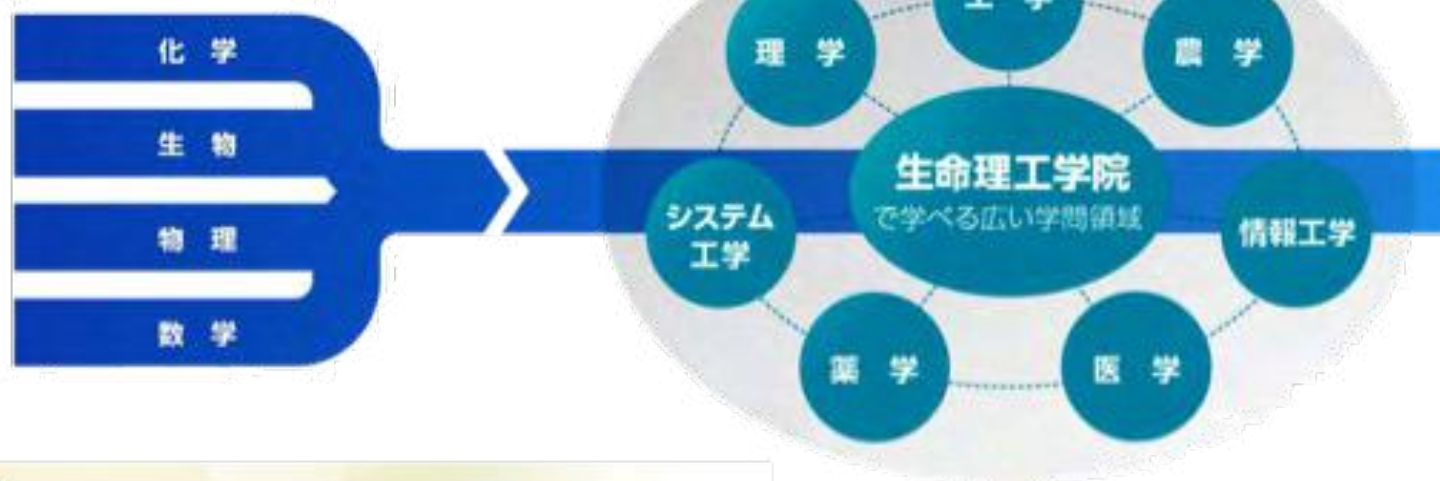 化 学
生 物
物 理
数 学
工 学
理 学
農 学
生命理工学院
で学べる広い学問領域
システム
工学
情報工学
薬 学
医 学